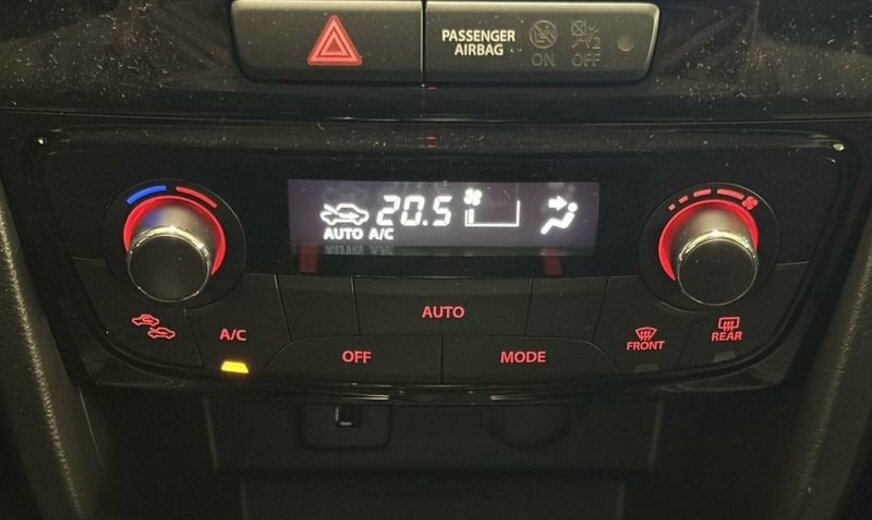 PASSENGER
AIRBAG
ON OFF
20.5
AUTO A/C
AUTO
A/C
OFF
MODE
FRONT
REAR